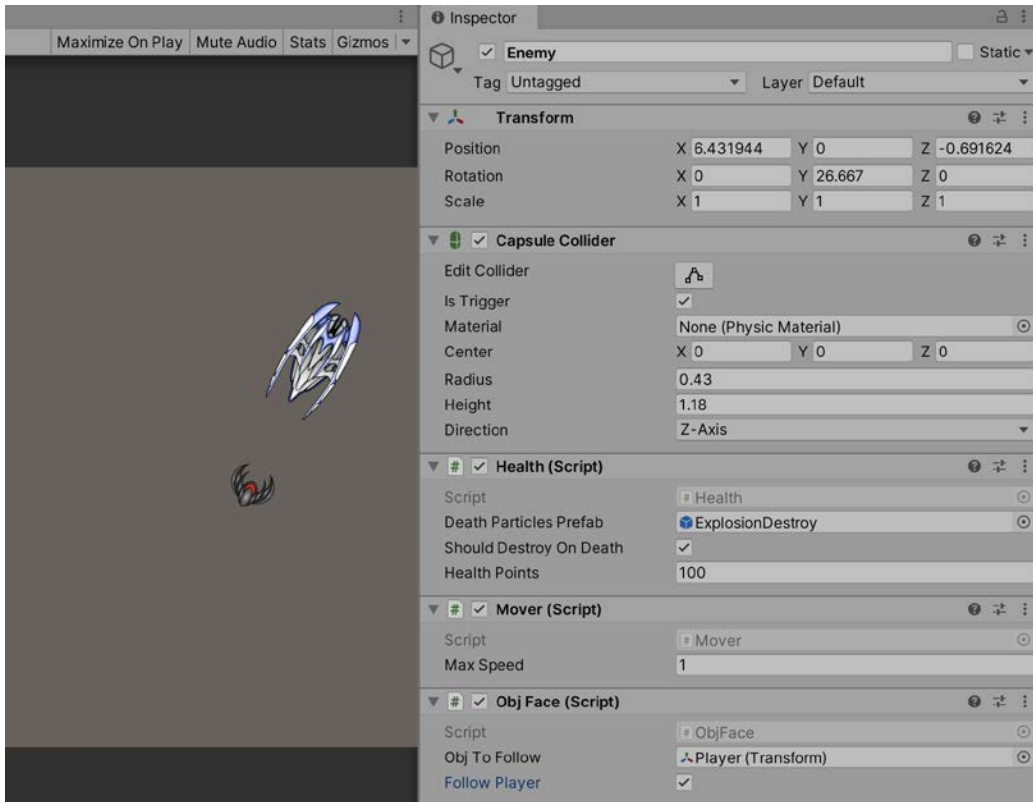 Maximize On Play Mute Audio Stats Gizmos
Inspector
Enemy Static
Tag Untagged Layer Default
Transform
Position X 6.431944 Y 0 Z -0.691624
Rotation X 0 Y 26.667 Z 0
Scale X 1 Y 1 Z 1
Capsule Collider
Edit Collider
Is Trigger
Material None (Physic Material)
Center X 0 Y 0 Z 0
Radius 0.43
Height 1.18
Direction Z-Axis
# Health (Script)
Script # Health
Death Particles Prefab ExplosionDestroy
Should Destroy On Death
Health Points 100
# Mover (Script)
Script # Mover
Max Speed 1
# Obj Face (Script)
Script # ObjFace
Obj To Follow Player (Transform)
Follow Player